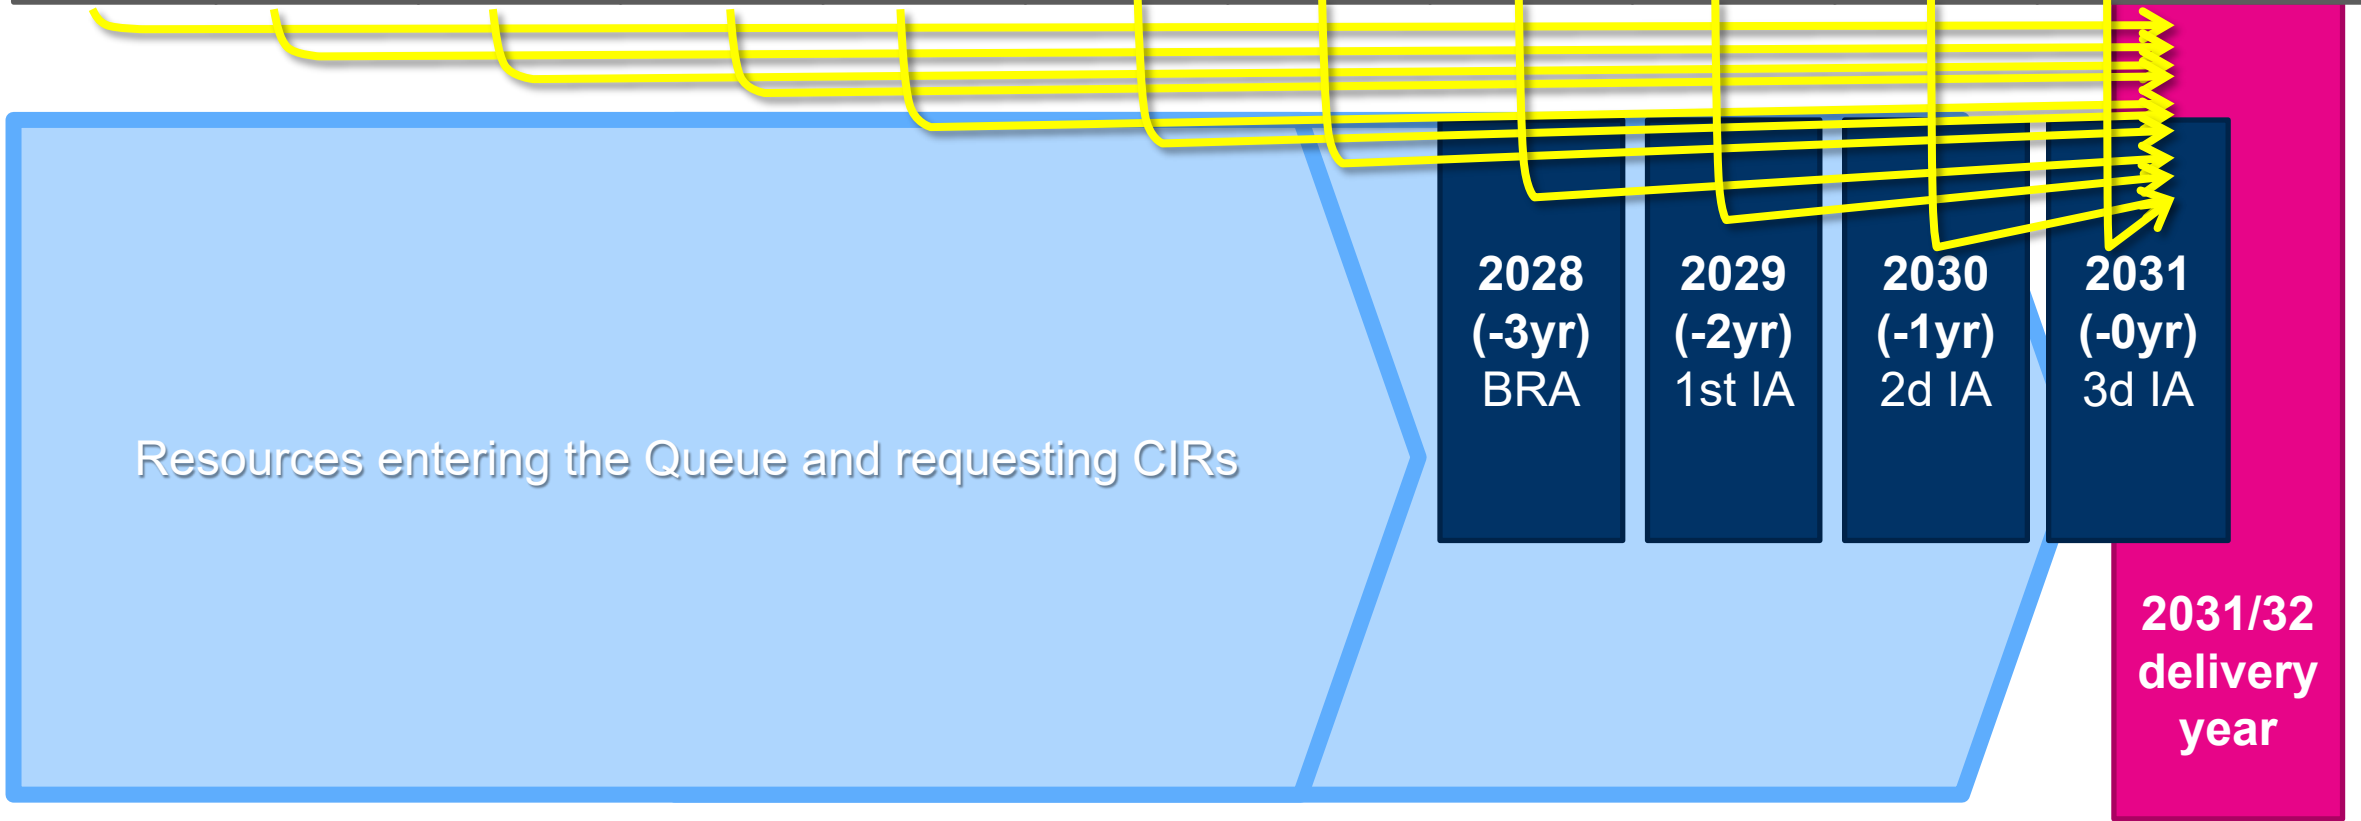 Resources entering the Queue and requesting CIRs
2028
(-3yr)
BRA
2029
(-2yr)
1st IA
2030
(-1yr)
2d IA
2031
(-0yr)
3d IA
2031/32
delivery
year